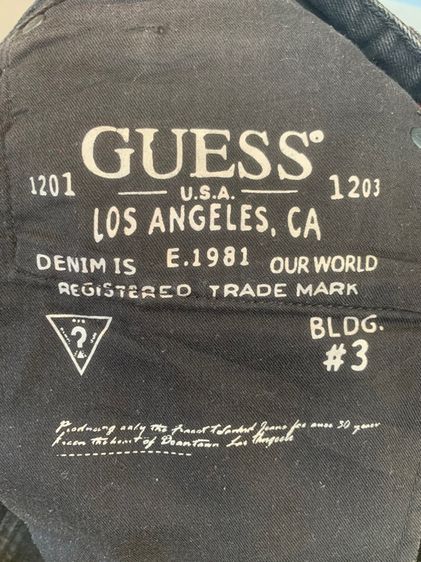 GUESS
1201 U.S.A. 1203
LOS ANGELES, CA
DENIM IS E.1981 OUR WORLD
REGISTERED TRADE MARK
?
BLDG.
#3
Producing only the finest Jeans for over 30 years
From the heart of Downtown Los Angeles